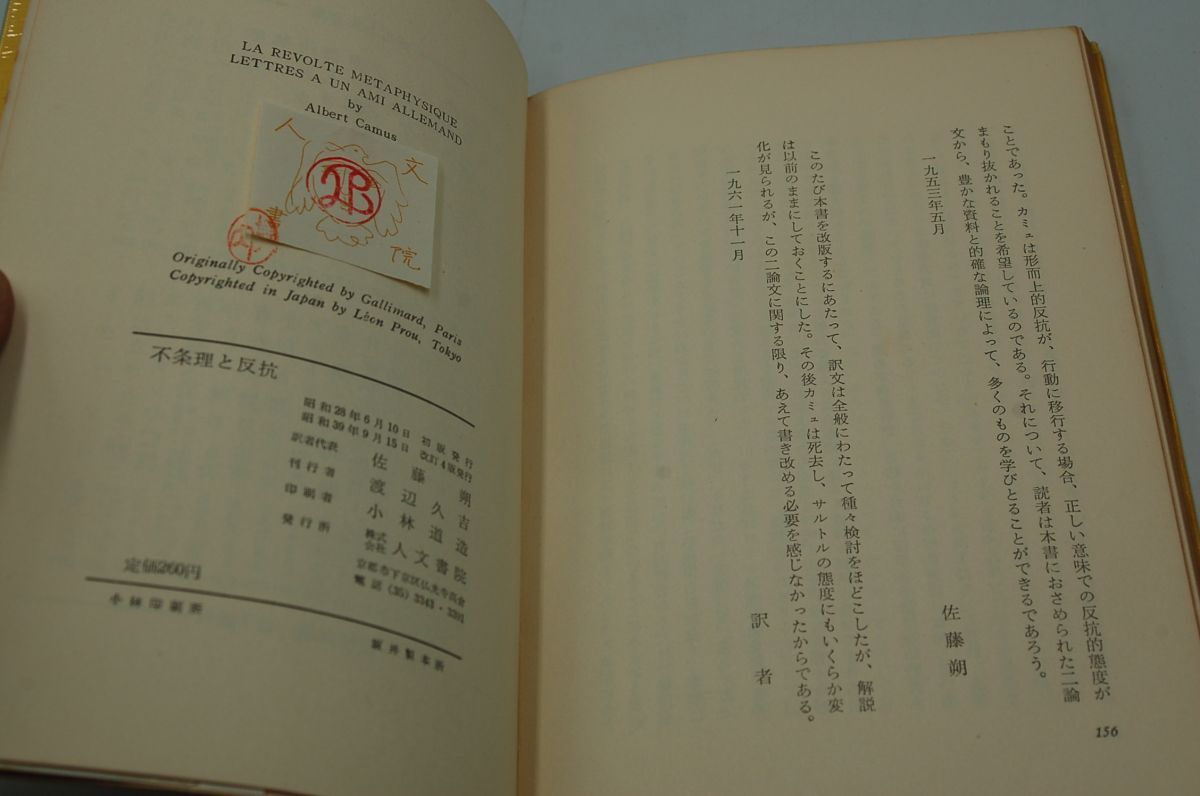 ことであった。カミュは形而上的反抗が、行動に移行する場合、正しい意味での反抗的態度が
まもり抜かれることを希望しているのである。それについて、読者は本書におさめられた二論
文から、豊かな資料と的確な論理によって、多くのものを学びとることができるであろう。
一九五三年五月
佐藤朔
このたび本書を改版するにあたって、訳文は全般にわたって種々検討をほどこしたが、解説
は以前のままにしておくことにした。その後カミュは死去し、サルトルの態度にもいくらか変
化が見られるが、この二論文に関する限り、あえて書き改める必要を感じなかったからである。
一九六一年十一月
訳者
156
LA REVOLTE METAPHYSIQUE
LETTRES A UN AMI ALLEMAND
by
Albert Camus
人文書院
Originally Copyrighted by Gallimard, Paris
Copyrighted in Japan by Léon Prou, Tokyo
不条理と反抗
昭和28年6月10日 初版発行
昭和39年9月15日 改訂4版発行
訳者代表 佐藤朔
刊行者 渡辺久吉
印刷者 小林道造
発行所 株式会社 人文書院
京都市下京区仏光寺高倉
電話(35)3343・3391
定価260円
小林印刷所 坂井製本所